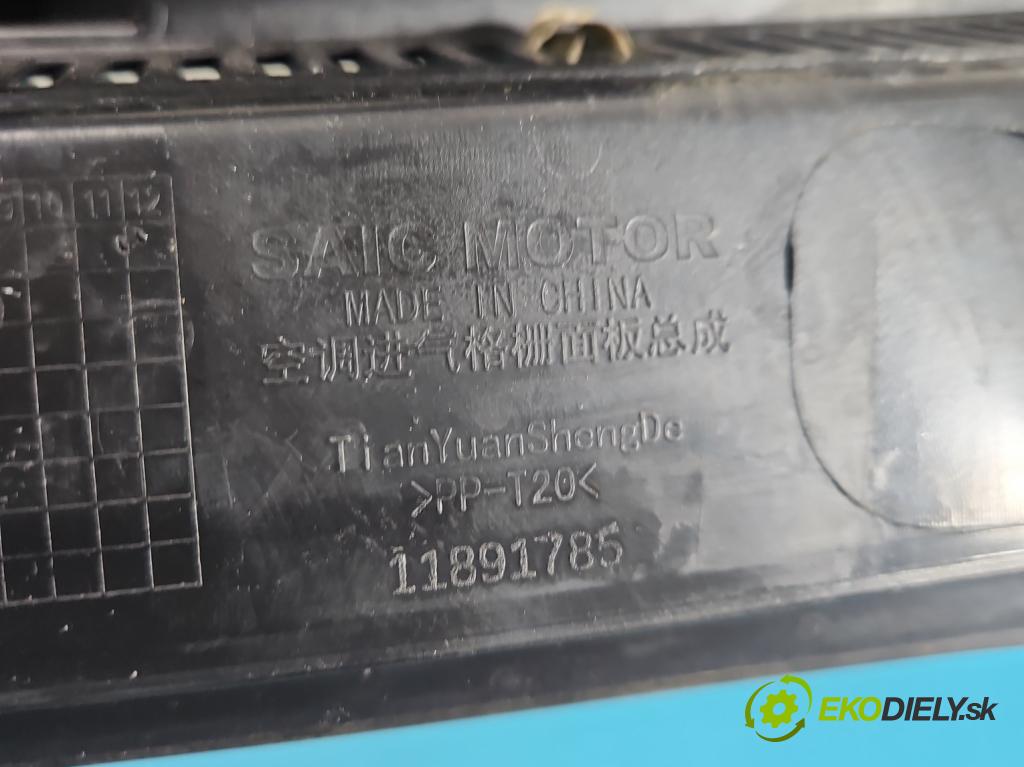 10 11 12
SAIC MOTOR
MADE IN CHINA
空调进气格栅面板总成
TianYuanShengDe
>PP-T20<
11891785
EKODIELY.sk